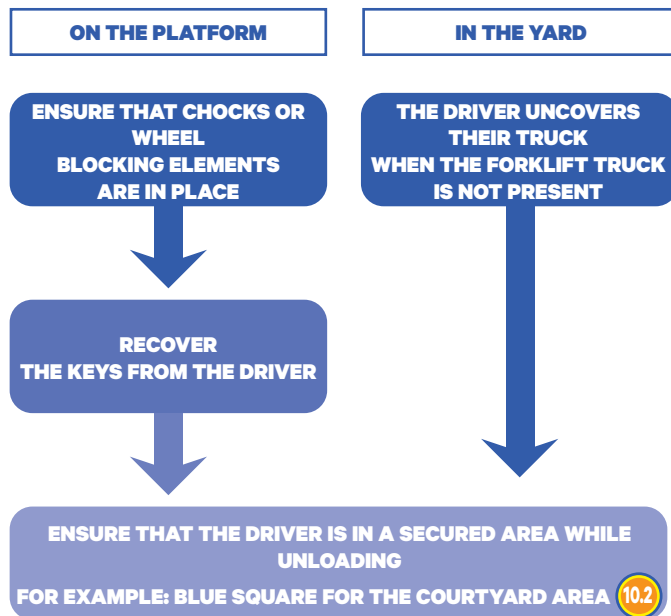 ON THE PLATFORM
IN THE YARD
ENSURE THAT CHOCKS OR
WHEEL
BLOCKING ELEMENTS
ARE IN PLACE
THE DRIVER UNCOVERS
THEIR TRUCK
WHEN THE FORKLIFT TRUCK
IS NOT PRESENT
RECOVER
THE KEYS FROM THE DRIVER
ENSURE THAT THE DRIVER IS IN A SECURED AREA WHILE
UNLOADING
FOR EXAMPLE: BLUE SQUARE FOR THE COURTYARD AREA 10.2